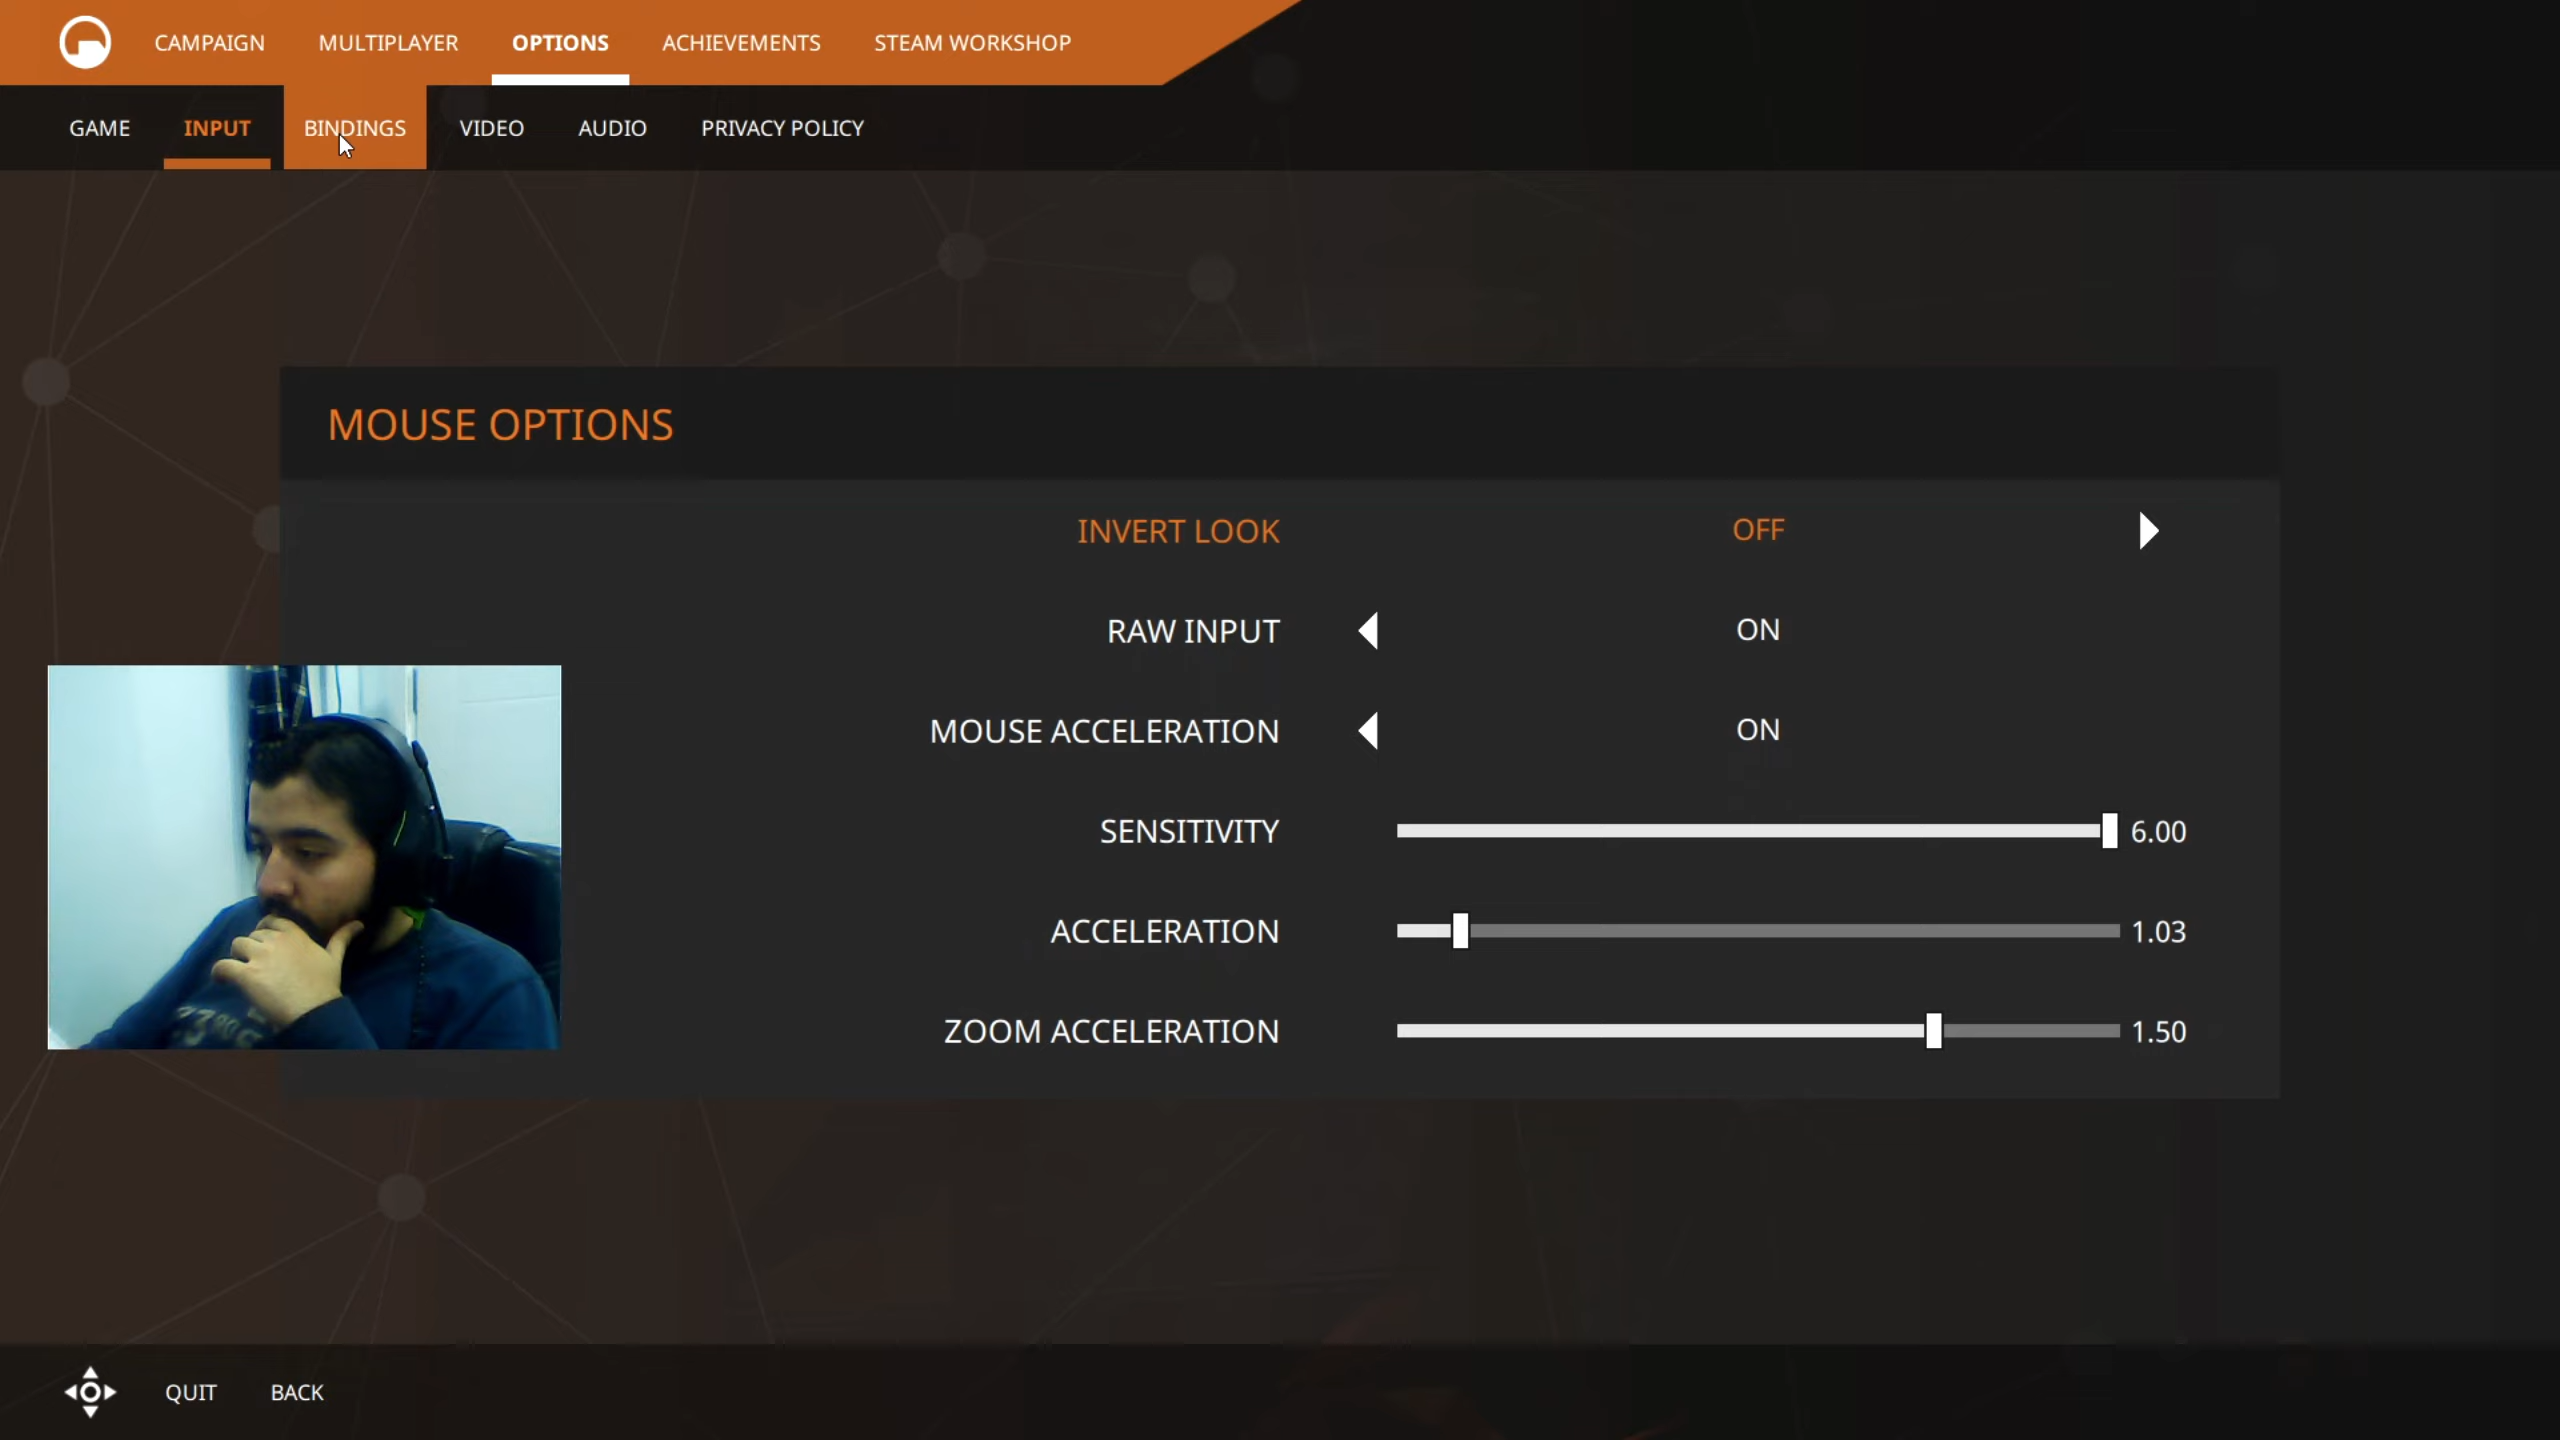 CAMPAIGN MULTIPLAYER OPTIONS ACHIEVEMENTS STEAM WORKSHOP
GAME INPUT BINDINGS VIDEO AUDIO PRIVACY POLICY
MOUSE OPTIONS
INVERT LOOK OFF
RAW INPUT ON
MOUSE ACCELERATION ON
SENSITIVITY 6.00
ACCELERATION 1.03
ZOOM ACCELERATION 1.50
QUIT BACK